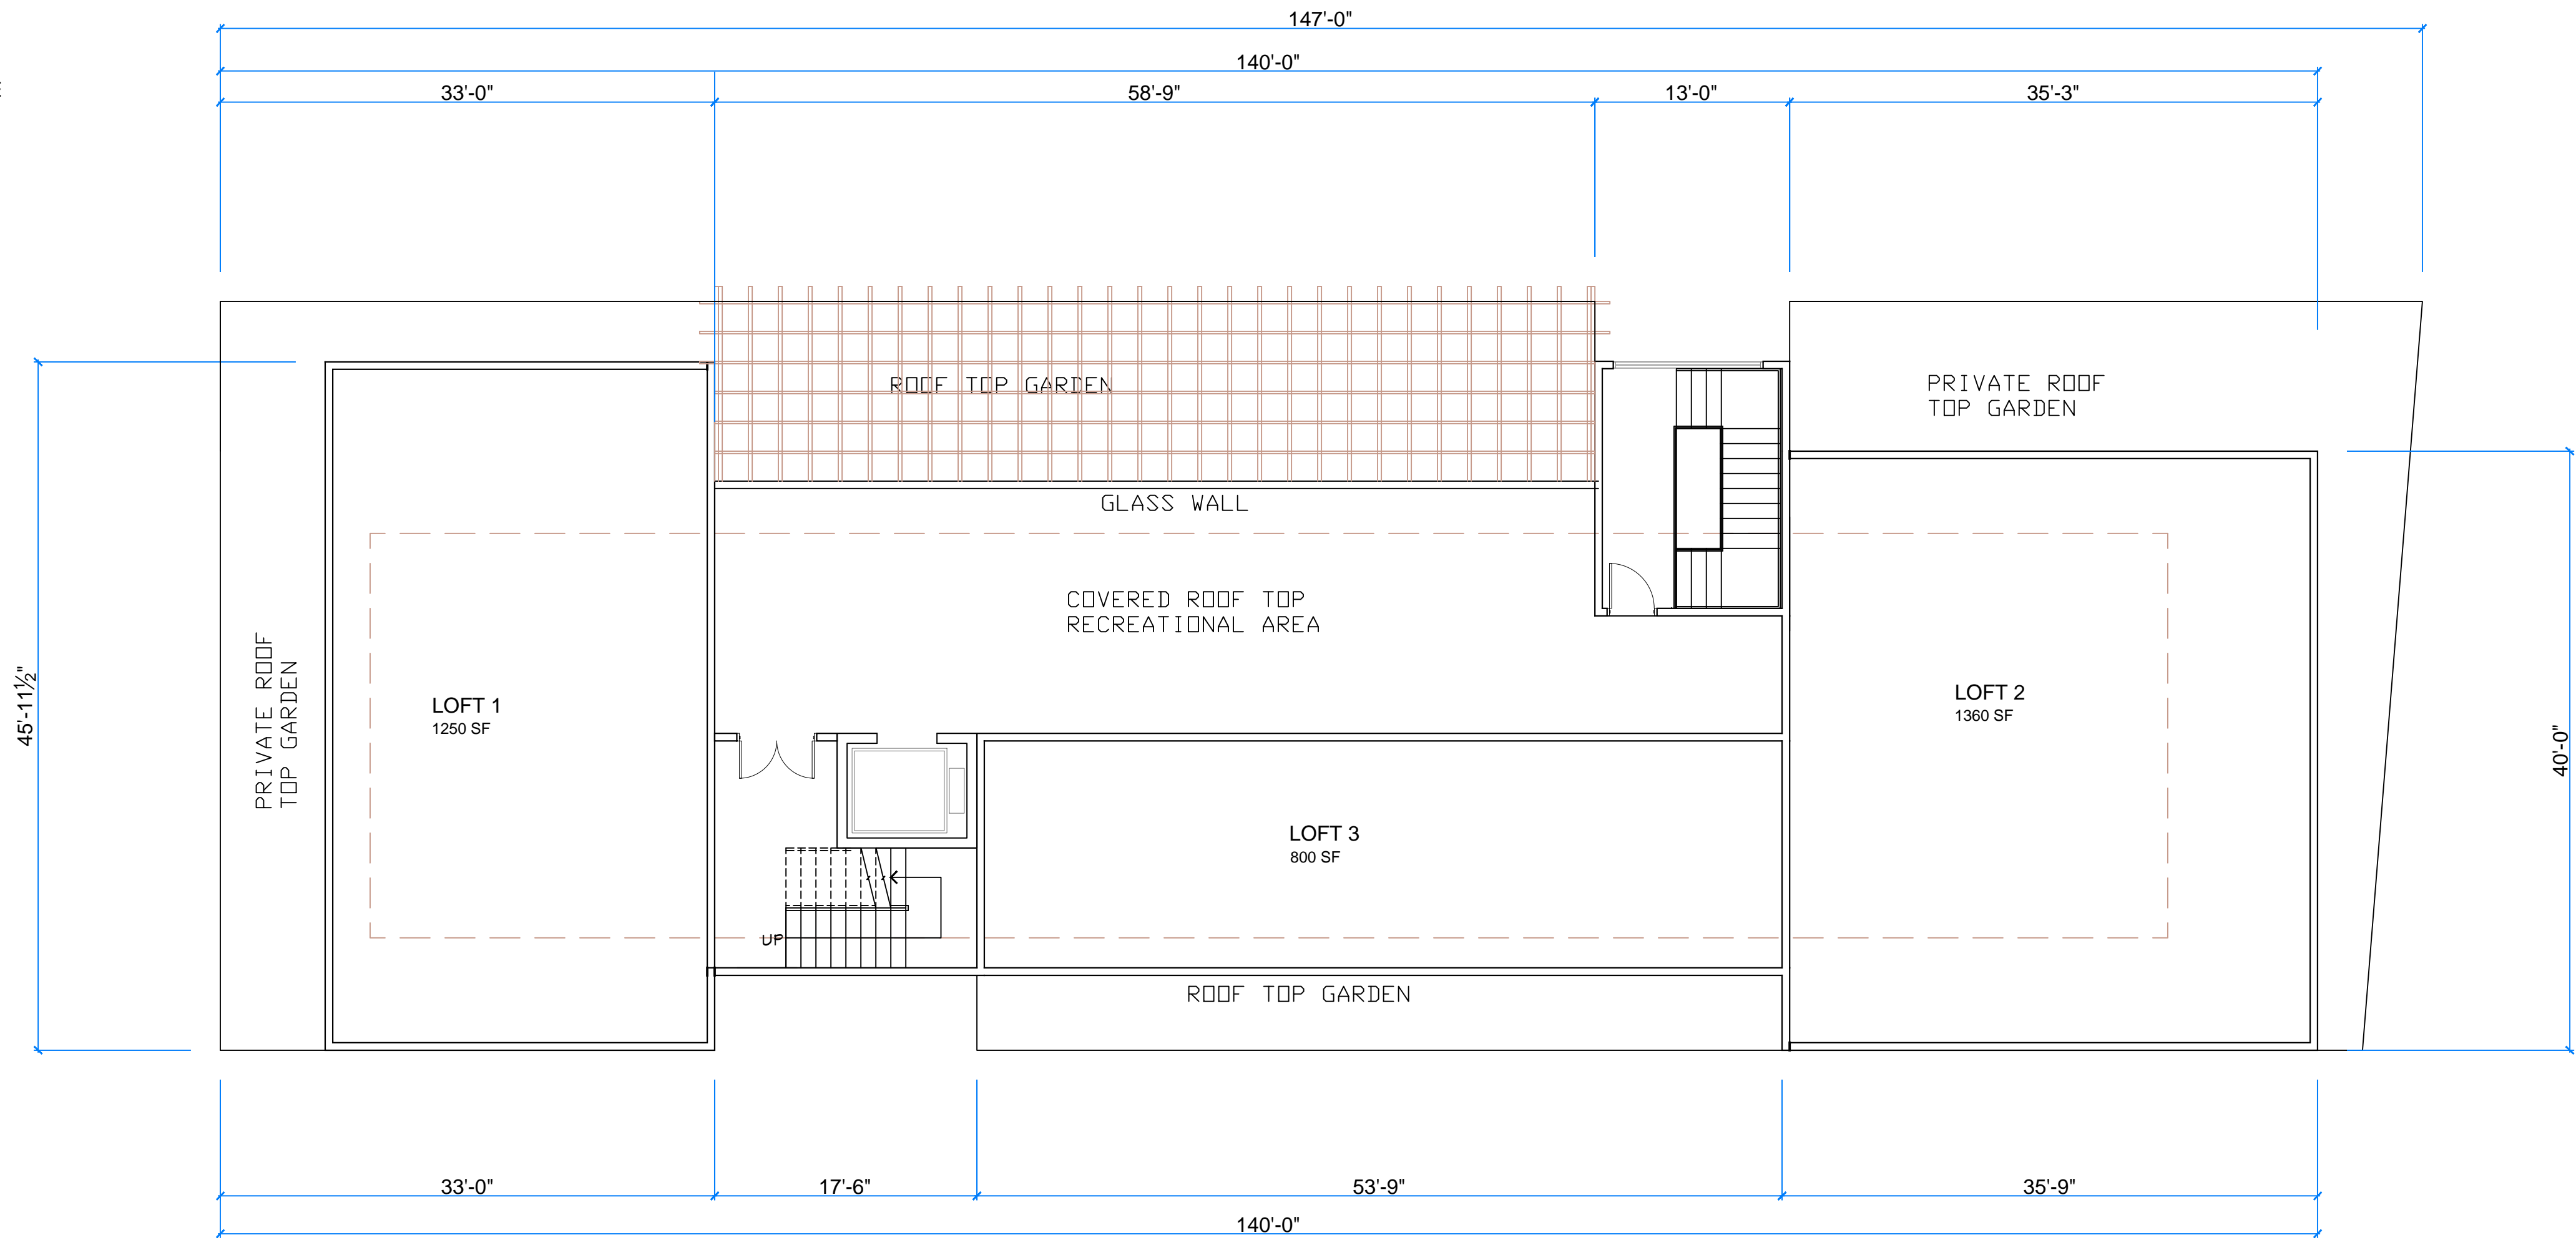 147'-0"
140'-0"
33'-0"
58'-9"
13'-0"
35'-3"
ROOF TOP GARDEN
PRIVATE ROOF
TOP GARDEN
GLASS WALL
COVERED ROOF TOP
RECREATIONAL AREA
PRIVATE ROOF
TOP GARDEN
45'-11½"
LOFT 1
1250 SF
LOFT 2
1360 SF
40'-0"
LOFT 3
800 SF
UP
ROOF TOP GARDEN
33'-0"
17'-6"
53'-9"
35'-9"
140'-0"